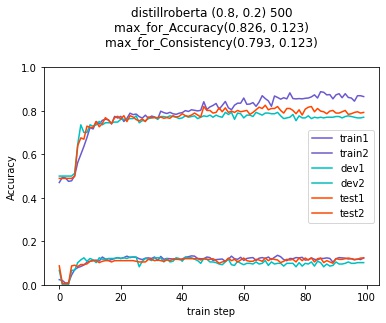 distillroberta (0.8, 0.2) 500
max_for_Accuracy(0.826, 0.123)
max_for_Consistency(0.793, 0.123)
1.0
0.8
0.6
0.4
0.2
0.0
Accuracy
train1
train2
dev1
dev2
test1
test2
0 20 40 60 80 100
train step